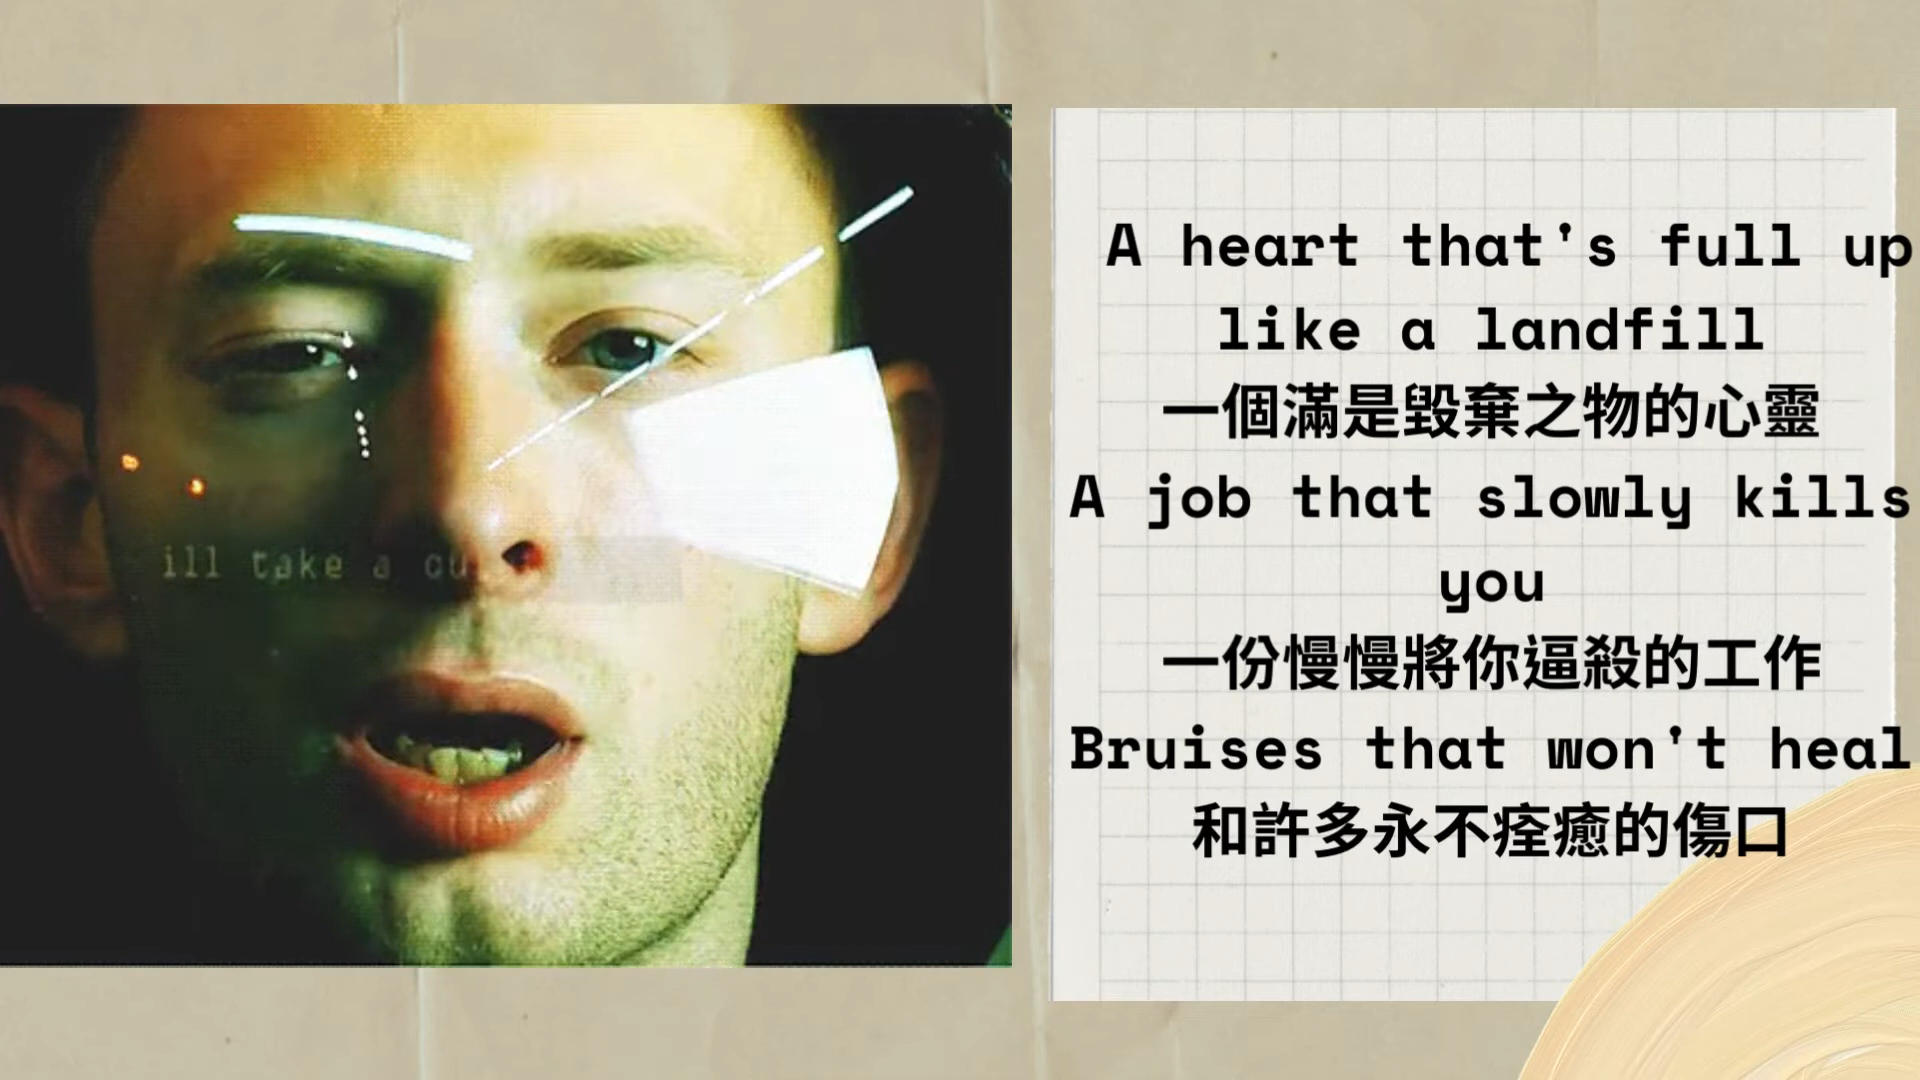 ill take a
A heart that's full up
like a landfill
一個滿是毀棄之物的心靈
A job that slowly kills
you
一份慢慢將你逼殺的工作
Bruises that won't heal
和許多永不痊癒的傷口